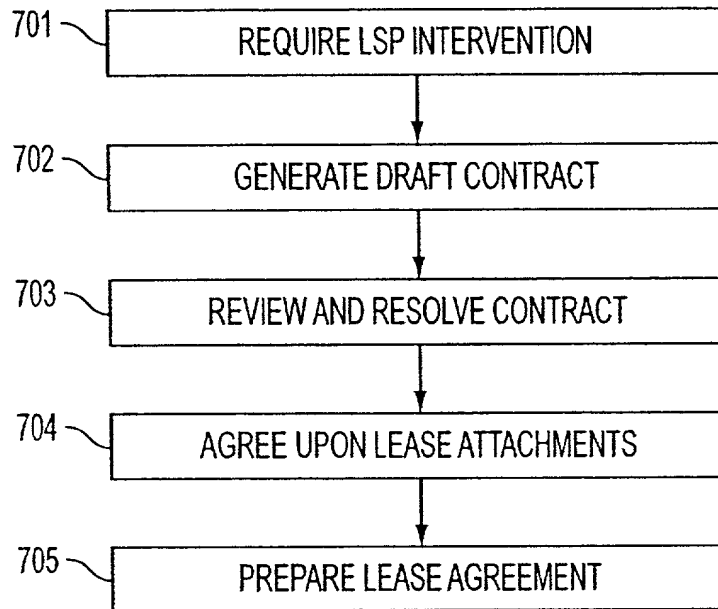 701 REQUIRE LSP INTERVENTION
702 GENERATE DRAFT CONTRACT
703 REVIEW AND RESOLVE CONTRACT
704 AGREE UPON LEASE ATTACHMENTS
705 PREPARE LEASE AGREEMENT